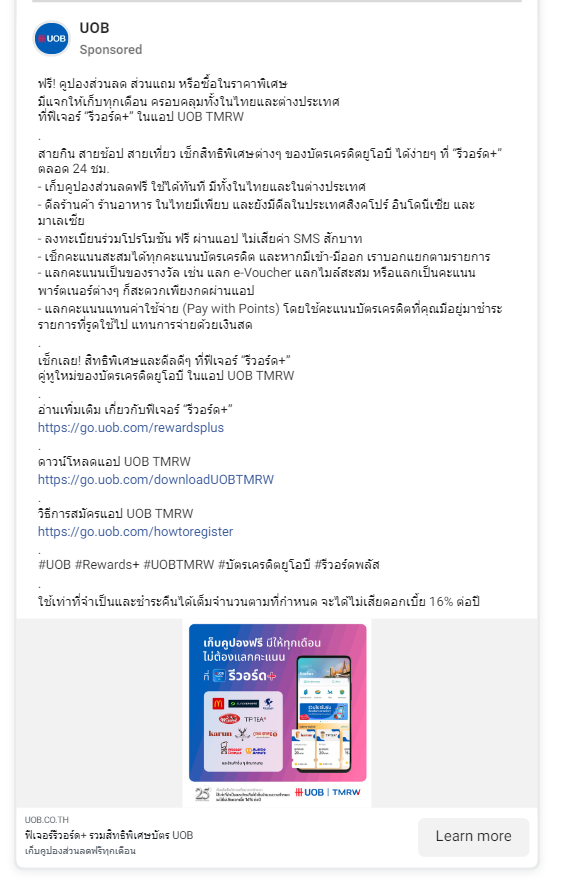 UOB
UOB
Sponsored
ฟรี! คูปองส่วนลด ส่วนแถม หรือซื้อในราคาพิเศษ
มีแจกให้เก็บทุกเดือน ครอบคลุมทั้งในไทยและต่างประเทศ
ที่ฟีเจอร์ “รีวอร์ด+” ในแอป UOB TMRW
.
สายกิน สายช้อป สายเที่ยว เช็กสิทธิพิเศษต่างๆ ของบัตรเครดิตยูโอบี ได้ง่ายๆ ที่ “รีวอร์ด+”
ตลอด 24 ชม.
- เก็บคูปองส่วนลดฟรี ใช้ได้ทันที มีทั้งในไทยและในต่างประเทศ
- ดีลร้านค้า ร้านอาหาร ในไทยมีเพียบ และยังมีดีลในประเทศสิงคโปร์ อินโดนีเซีย และ
มาเลเซีย
- ลงทะเบียนร่วมโปรโมชัน ฟรี ผ่านแอป ไม่เสียค่า SMS สักบาท
- เช็กคะแนนสะสมได้ทุกคะแนนบัตรเครดิต และหากมีเข้า-มีออก เราบอกแยกตามรายการ
- แลกคะแนนเป็นของรางวัล เช่น แลก e-Voucher แลกไมล์สะสม หรือแลกเป็นคะแนน
พาร์ตเนอร์ต่างๆ ก็สะดวกเพียงกดผ่านแอป
- แลกคะแนนแทนค่าใช้จ่าย (Pay with Points) โดยใช้คะแนนบัตรเครดิตที่คุณมีอยู่มาชำระ
รายการที่รูดใช้ไป แทนการจ่ายด้วยเงินสด
.
เช็กเลย! สิทธิพิเศษและดีลดีๆ ที่ฟีเจอร์ “รีวอร์ด+”
คู่หูใหม่ของบัตรเครดิตยูโอบี ในแอป UOB TMRW
.
อ่านเพิ่มเติม เกี่ยวกับฟีเจอร์ “รีวอร์ด+”
https://go.uob.com/rewardsplus
.
ดาวน์โหลดแอป UOB TMRW
https://go.uob.com/downloadUOBTMRW
.
วิธีการสมัครแอป UOB TMRW
https://go.uob.com/howtoregister
.
#UOB #Rewards+ #UOBTMRW #บัตรเครดิตยูโอบี #รีวอร์ดพลัส
.
ใช้เท่าที่จำเป็นและชำระคืนได้เต็มจำนวนตามที่กำหนด จะได้ไม่เสียดอกเบี้ย 16% ต่อปี
เก็บคูปองฟรี มีให้ทุกเดือน
ไม่ต้องแลกคะแนน
ที่ รีวอร์ด+
TP TEA
karun
25
UOB | TMRW
UOB.CO.TH
ฟีเจอร์รีวอร์ด+ รวมสิทธิพิเศษบัตร UOB
เก็บคูปองส่วนลดฟรีทุกเดือน
Learn more